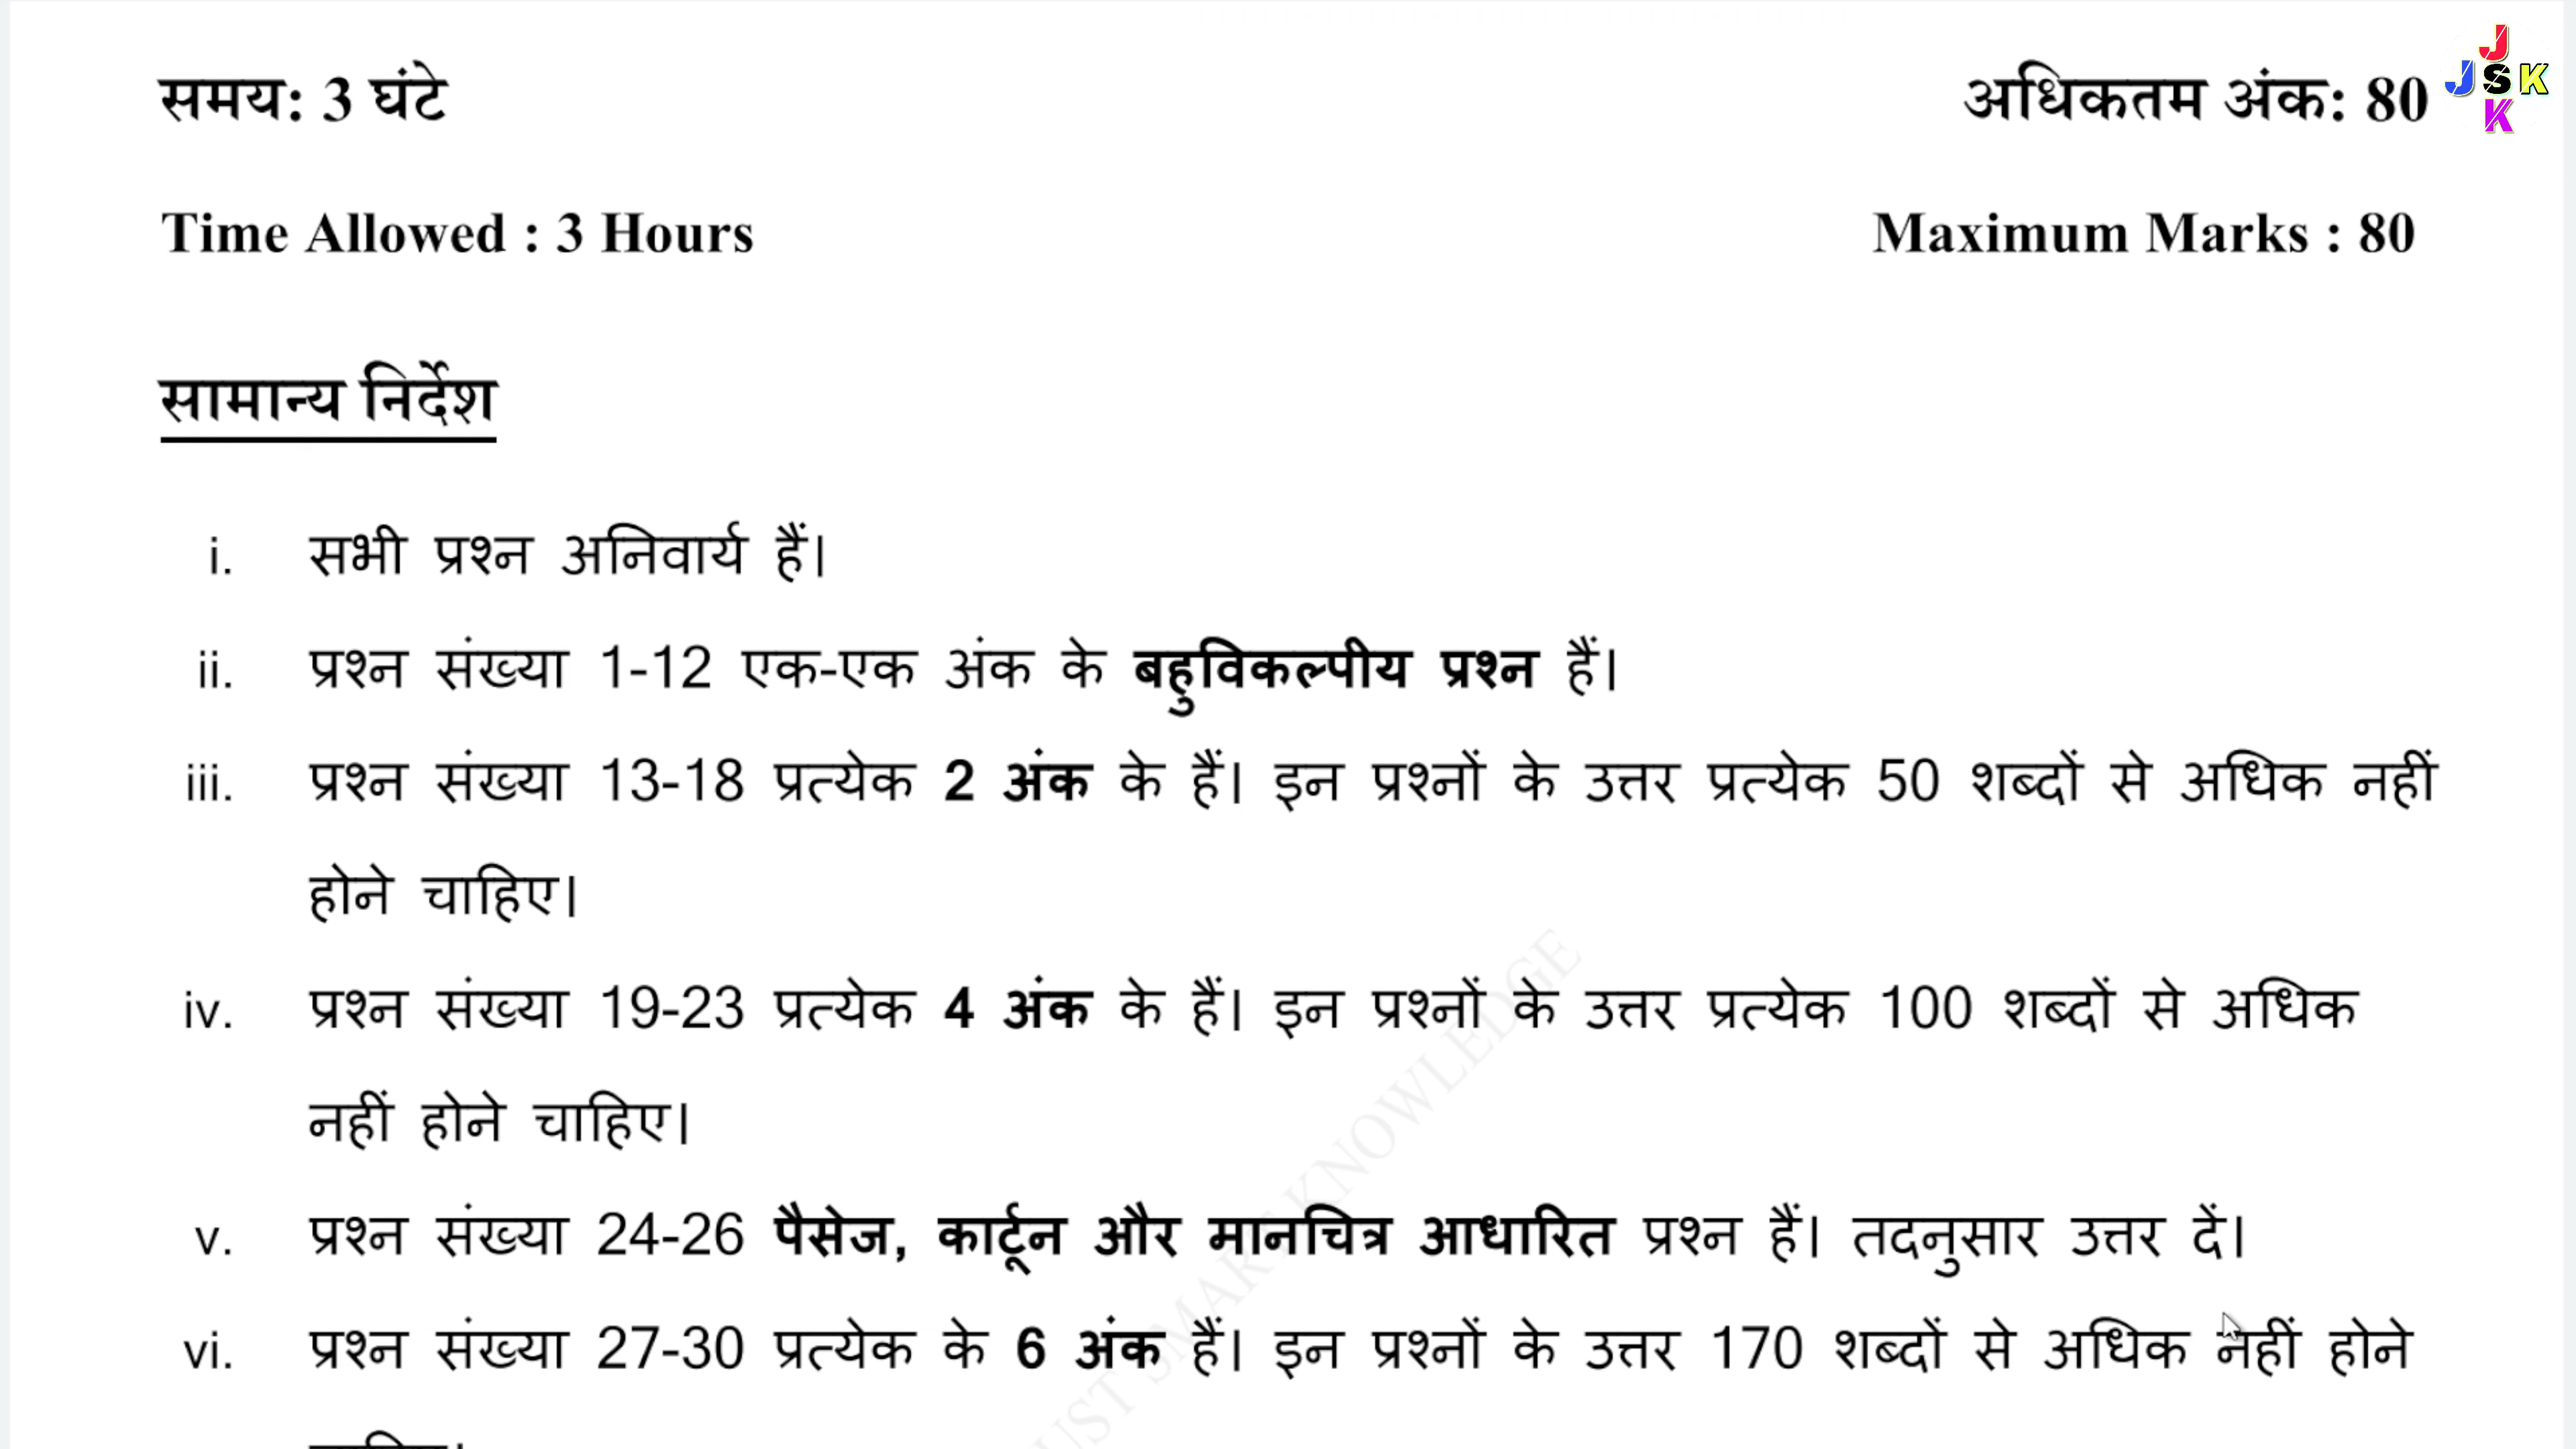 समय: 3 घंटे अधिकतम अंक: 80
J
J S K
K
Time Allowed : 3 Hours Maximum Marks : 80
सामान्य निर्देश
i. सभी प्रश्न अनिवार्य हैं।
ii. प्रश्न संख्या 1-12 एक-एक अंक के बहुविकल्पीय प्रश्न हैं।
iii. प्रश्न संख्या 13-18 प्रत्येक 2 अंक के हैं। इन प्रश्नों के उत्तर प्रत्येक 50 शब्दों से अधिक नहीं
होने चाहिए।
iv. प्रश्न संख्या 19-23 प्रत्येक 4 अंक के हैं। इन प्रश्नों के उत्तर प्रत्येक 100 शब्दों से अधिक
नहीं होने चाहिए।
v. प्रश्न संख्या 24-26 पैसेज, कार्टून और मानचित्र आधारित प्रश्न हैं। तदनुसार उत्तर दें।
vi. प्रश्न संख्या 27-30 प्रत्येक के 6 अंक हैं। इन प्रश्नों के उत्तर 170 शब्दों से अधिक नहीं होने
UST SMART KNOWLEDGE